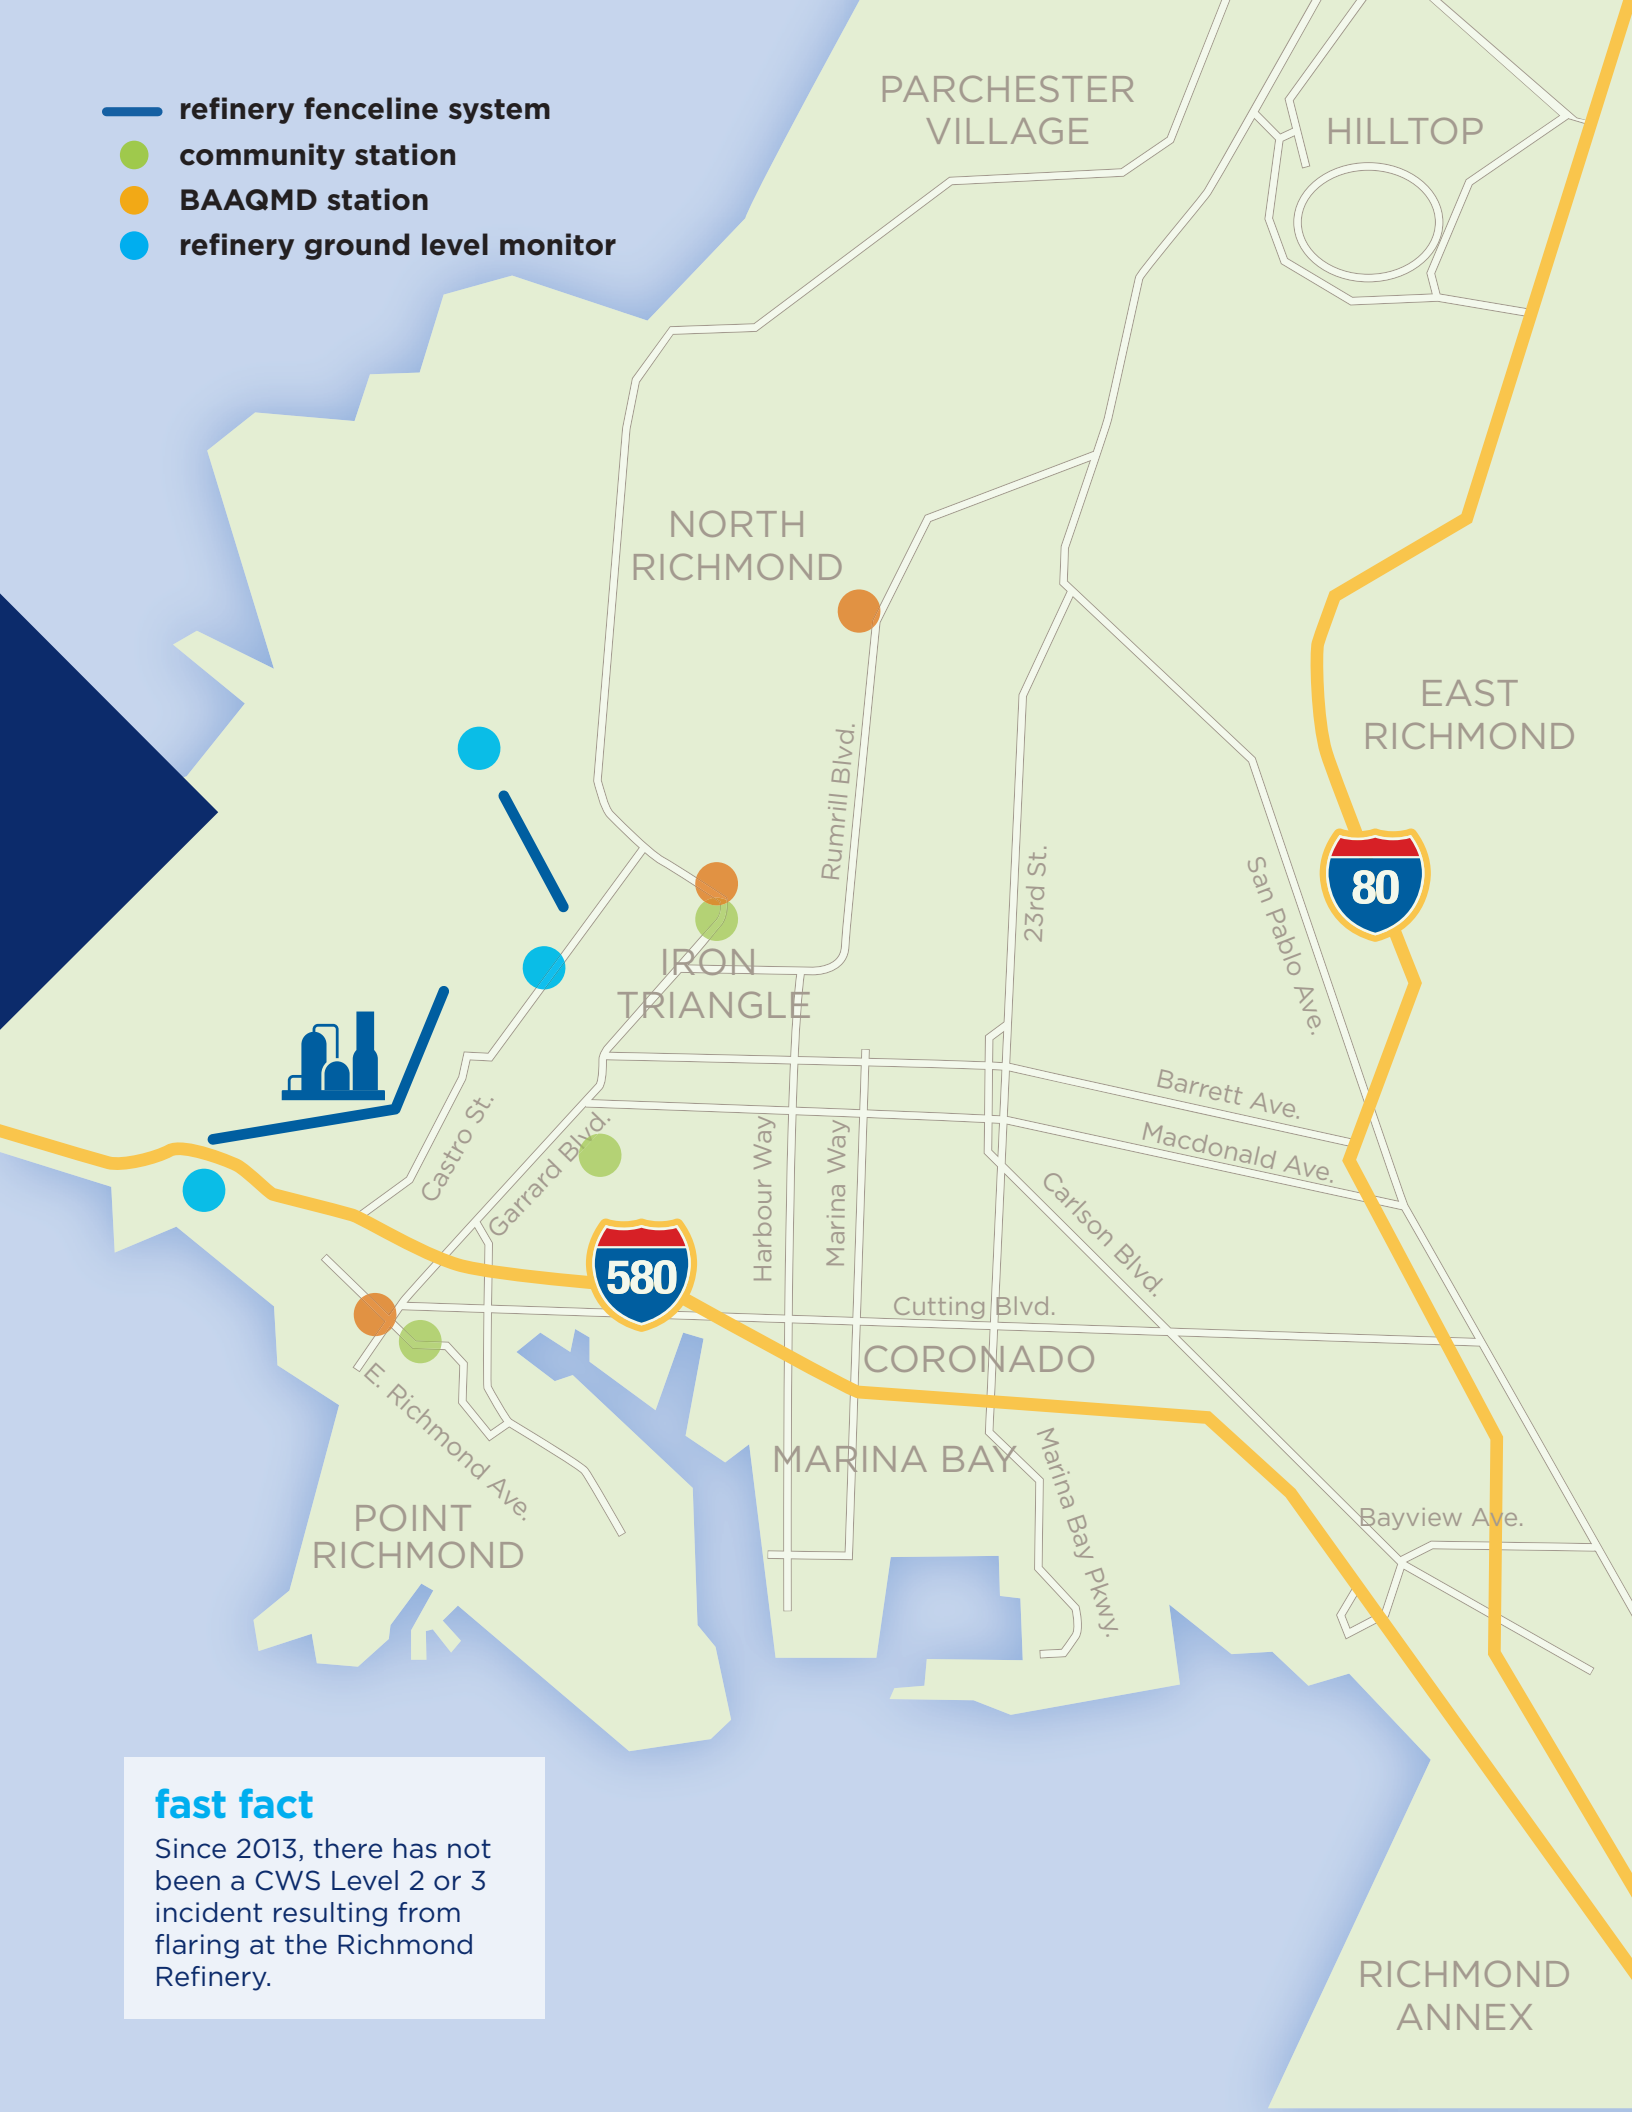 refinery fenceline system
community station
BAAQMD station
refinery ground level monitor
PARCHESTER
VILLAGE
HILLTOP
NORTH
RICHMOND
EAST
RICHMOND
Rumrill Blvd.
23rd St.
San Pablo Ave.
80
IRON
TRIANGLE
Barrett Ave.
Macdonald Ave.
Castro St.
Garrard Blvd.
Harbour Way
Marina Way
Carlson Blvd.
580
Cutting Blvd.
CORONADO
E. Richmond Ave.
MARINA BAY
Marina Bay Pkwy.
Bayview Ave.
POINT
RICHMOND
fast fact
Since 2013, there has not
been a CWS Level 2 or 3
incident resulting from
flaring at the Richmond
Refinery.
RICHMOND
ANNEX